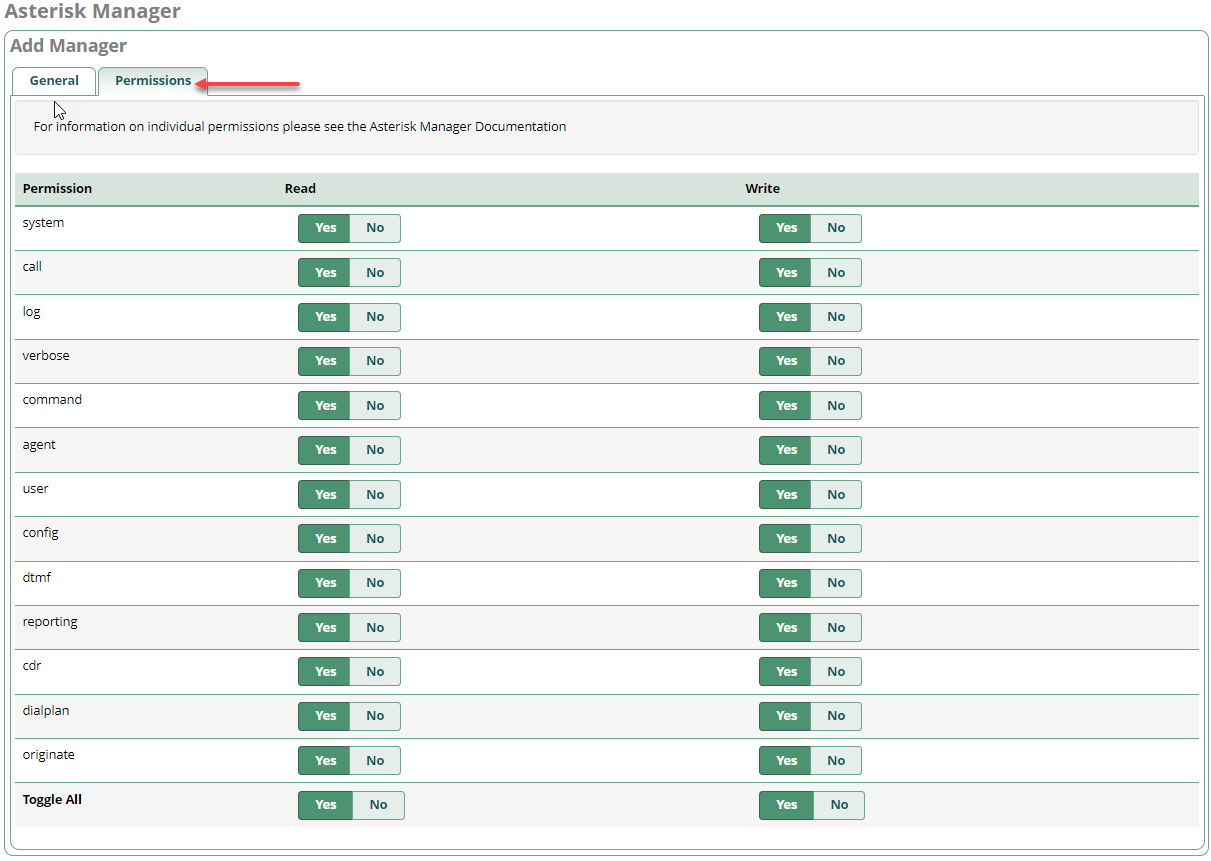 Asterisk Manager
Add Manager
General Permissions
For information on individual permissions please see the Asterisk Manager Documentation
Permission Read Write
system Yes No Yes No
call Yes No Yes No
log Yes No Yes No
verbose Yes No Yes No
command Yes No Yes No
agent Yes No Yes No
user Yes No Yes No
config Yes No Yes No
dtmf Yes No Yes No
reporting Yes No Yes No
cdr Yes No Yes No
dialplan Yes No Yes No
originate Yes No Yes No
Toggle All Yes No Yes No